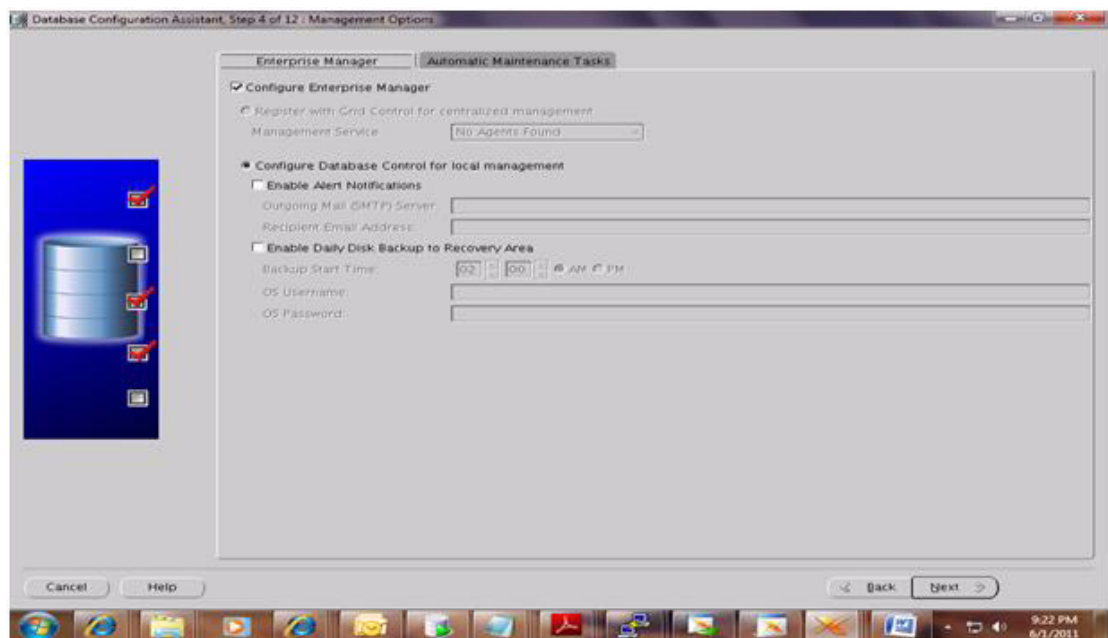 Database Configuration Assistant, Step 4 of 12 : Management Options
Enterprise Manager
Automatic Maintenance Tasks
Configure Enterprise Manager
Register with Grid Control for centralized management
Management Service
No Agents Found
Configure Database Control for local management
Enable Alert Notifications
Outgoing Mail (SMTP) Server
Recipient Email Address:
Enable Daily Disk Backup to Recovery Area
Backup Start Time: 02 00 AM PM
OS Username:
OS Password:
Cancel
Help
Back
Next
9:22 PM
6/1/2011